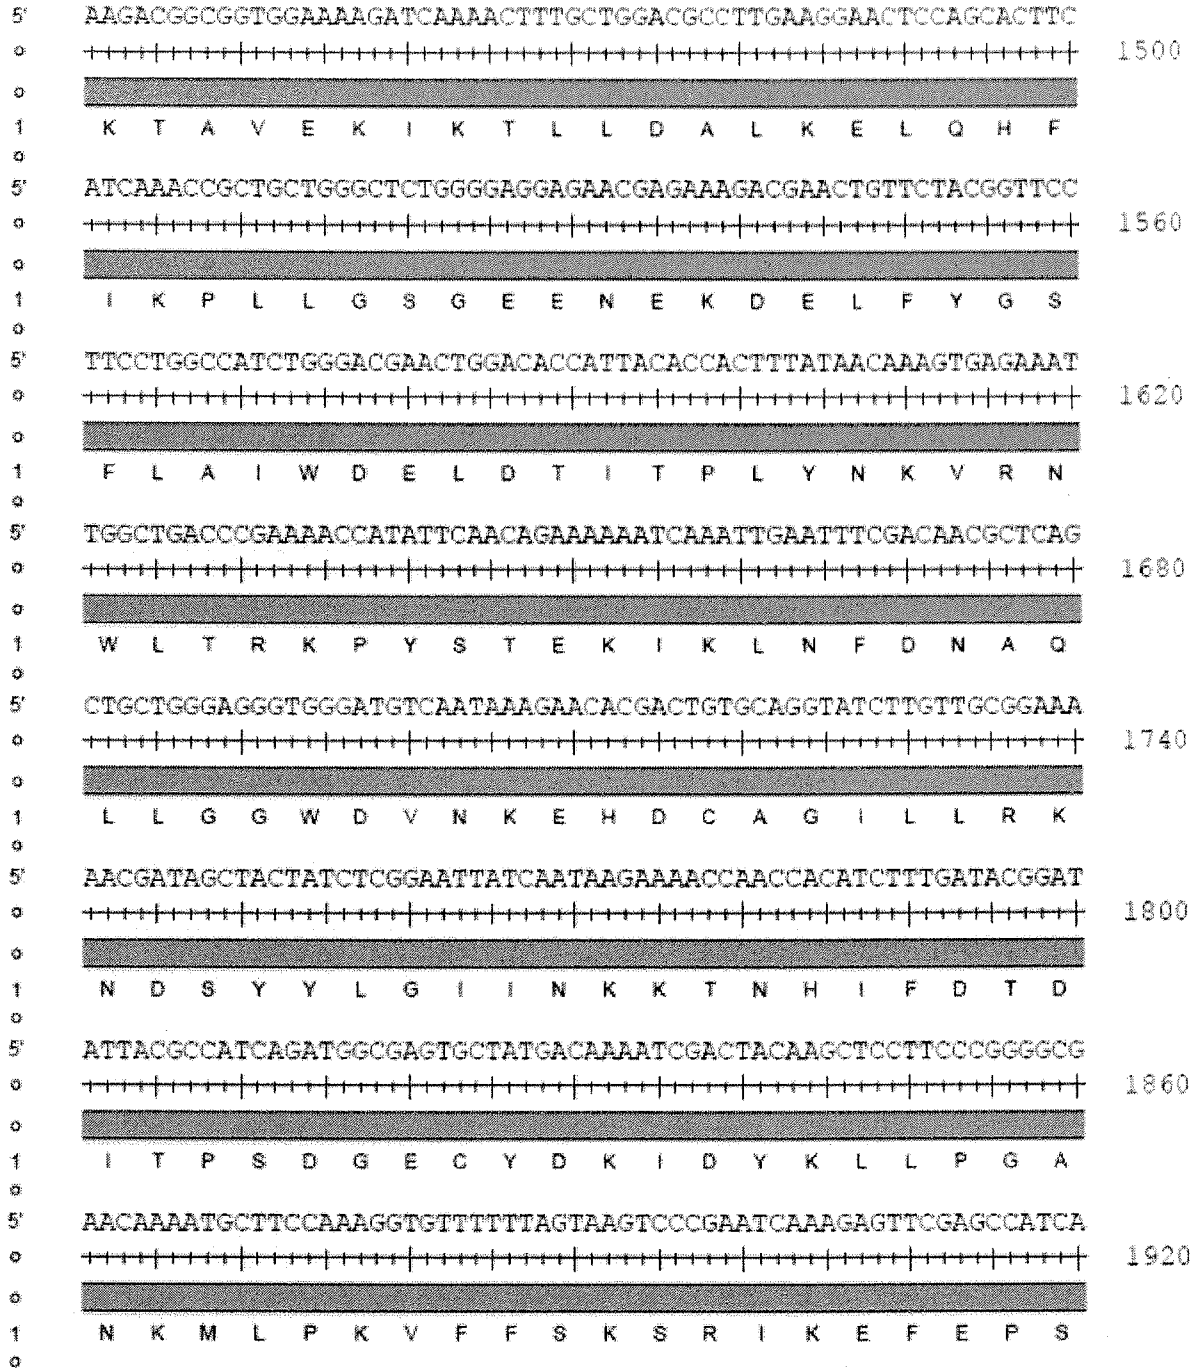 5' AAGACGGCGGTGGAAAAGATCAAAACTTTGCTGGACGCCTTGAAGGAACTCCAGCACTTC
o 1500
o
1 K T A V E K I K T L L D A L K E L Q H F
o
5' ATCAAACCGCTGCTGGGCTCTGGGGAGGAGAACGAGAAAGACGAACTGTTCTACGGTTCC
o 1560
o
1 I K P L L G S G E E N E K D E L F Y G S
o
5' TTCCTGGCCATCTGGGACGAACTGGACACCATTACACCACTTTATAACAAAGTGAGAAAT
o 1620
o
1 F L A I W D E L D T I T P L Y N K V R N
o
5' TGGCTGACCCGAAAACCATATTCAACAGAAAAAATCAAATTGAATTTCGACAACGCTCAG
o 1680
o
1 W L T R K P Y S T E K I K L N F D N A Q
o
5' CTGCTGGGAGGGTGGGATGTCAATAAAGAACACGACTGTGCAGGTATCTTGTTGCGGAAA
o 1740
o
1 L L G G W D V N K E H D C A G I L L R K
o
5' AACGATAGCTACTATCTCGGAATTATCAATAAGAAAACCAACCACATCTTTGATACGGAT
o 1800
o
1 N D S Y Y L G I I N K K T N H I F D T D
o
5' ATTACGCCATCAGATGGCGAGTGCTATGACAAAATCGACTACAAGCTCCTTCCCGGGGCG
o 1860
o
1 I T P S D G E C Y D K I D Y K L L P G A
o
5' AACAAAATGCTTCCAAAGGTGTTTTTTAGTAAGTCCCGAATCAAAGAGTTCGAGCCATCA
o 1920
o
1 N K M L P K V F F S K S R I K E F E P S
o